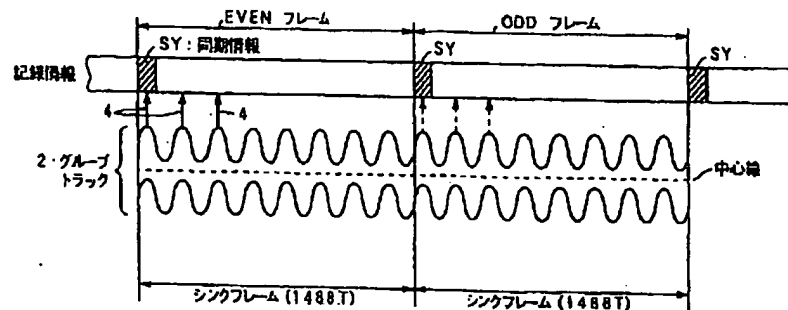 EVEN フレーム
ODD フレーム
SY:同期情報
SY
SY
記録情報
4
4
2・グルーブ
トラック
中心線
シンクフレーム(1488T)
シンクフレーム(1488T)